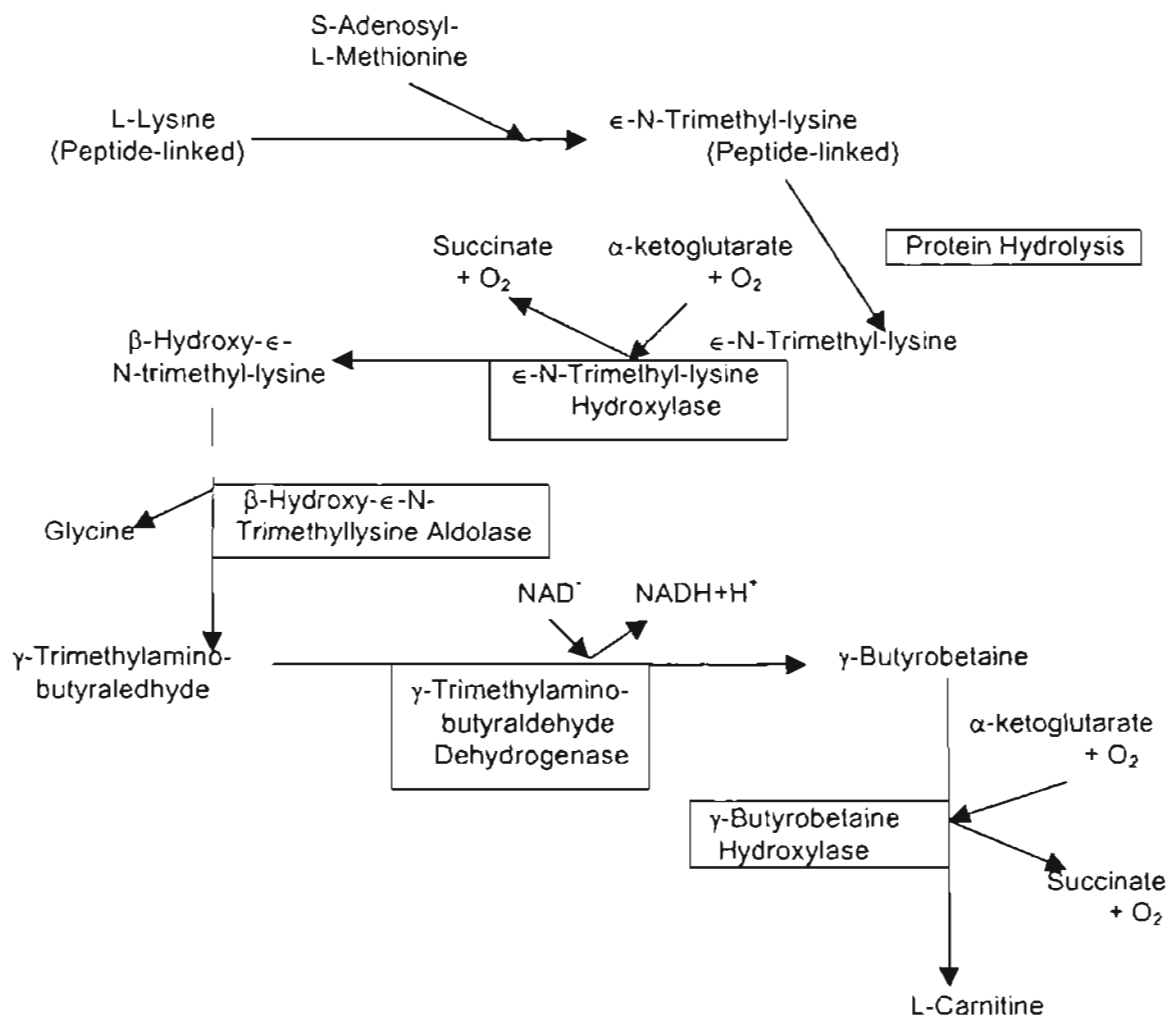 S-Adenosyl-
L-Methionine
L-Lysine
(Peptide-linked)
ϵ-N-Trimethyl-lysine
(Peptide-linked)
Protein Hydrolysis
Succinate
+ O₂
α-ketoglutarate
+ O₂
ϵ-N-Trimethyl-lysine
β-Hydroxy-ϵ-
N-trimethyl-lysine
ϵ-N-Trimethyl-lysine
Hydroxylase
β-Hydroxy-ϵ-N-
Trimethyllysine Aldolase
Glycine
NAD⁻
NADH+H⁺
γ-Trimethylamino-
butyraledhyde
γ-Trimethylamino-
butyraldehyde
Dehydrogenase
γ-Butyrobetaine
α-ketoglutarate
+ O₂
γ-Butyrobetaine
Hydroxylase
Succinate
+ O₂
L-Carnitine